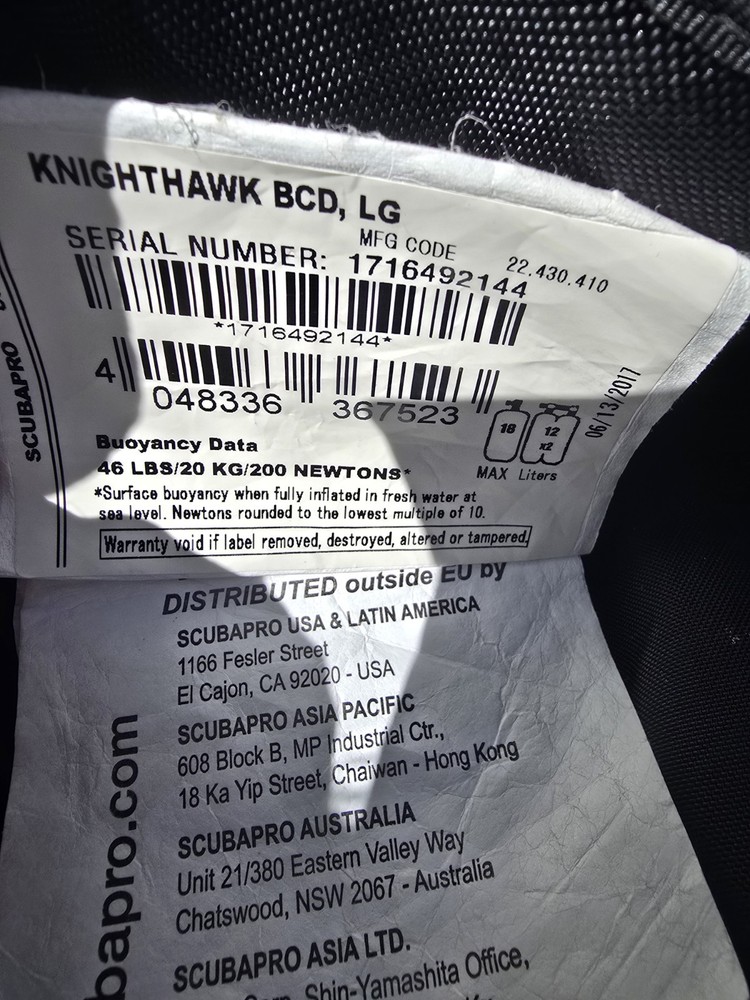 KNIGHTHAWK BCD, LG
MFG CODE 22.430.410
SERIAL NUMBER: 1716492144
*1716492144*
4 048336 367523
06/13/2017
18 12 x2
MAX Liters
SCUBAPRO
Buoyancy Data
46 LBS/20 KG/200 NEWTONS*
*Surface buoyancy when fully inflated in fresh water at
sea level. Newtons rounded to the lowest multiple of 10.
Warranty void if label removed, destroyed, altered or tampered.
DISTRIBUTED outside EU by
SCUBAPRO USA & LATIN AMERICA
1166 Fesler Street
El Cajon, CA 92020 - USA
SCUBAPRO ASIA PACIFIC
608 Block B, MP Industrial Ctr.,
18 Ka Yip Street, Chaiwan - Hong Kong
SCUBAPRO AUSTRALIA
Unit 21/380 Eastern Valley Way
Chatswood, NSW 2067 - Australia
SCUBAPRO ASIA LTD.
Shin-Yamashita Office,
bapro.com